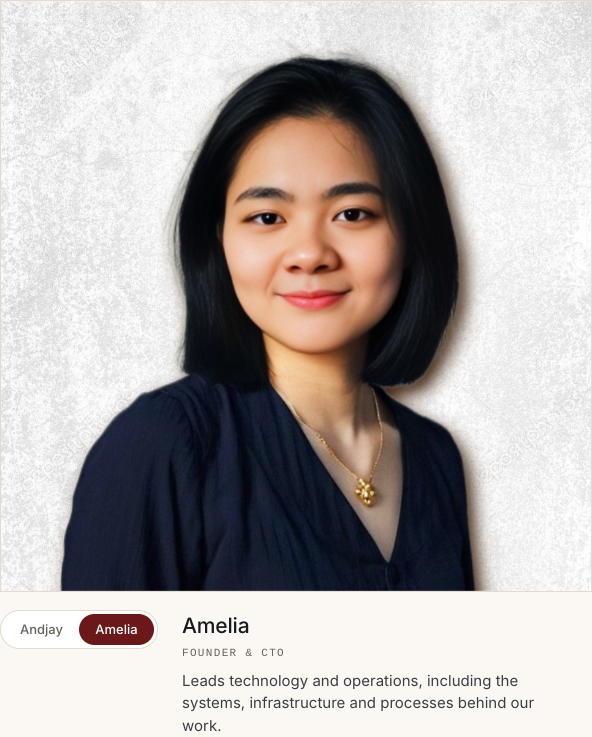 Andjay
Amelia
Amelia
FOUNDER & CTO
Leads technology and operations, including the
systems, infrastructure and processes behind our
work.